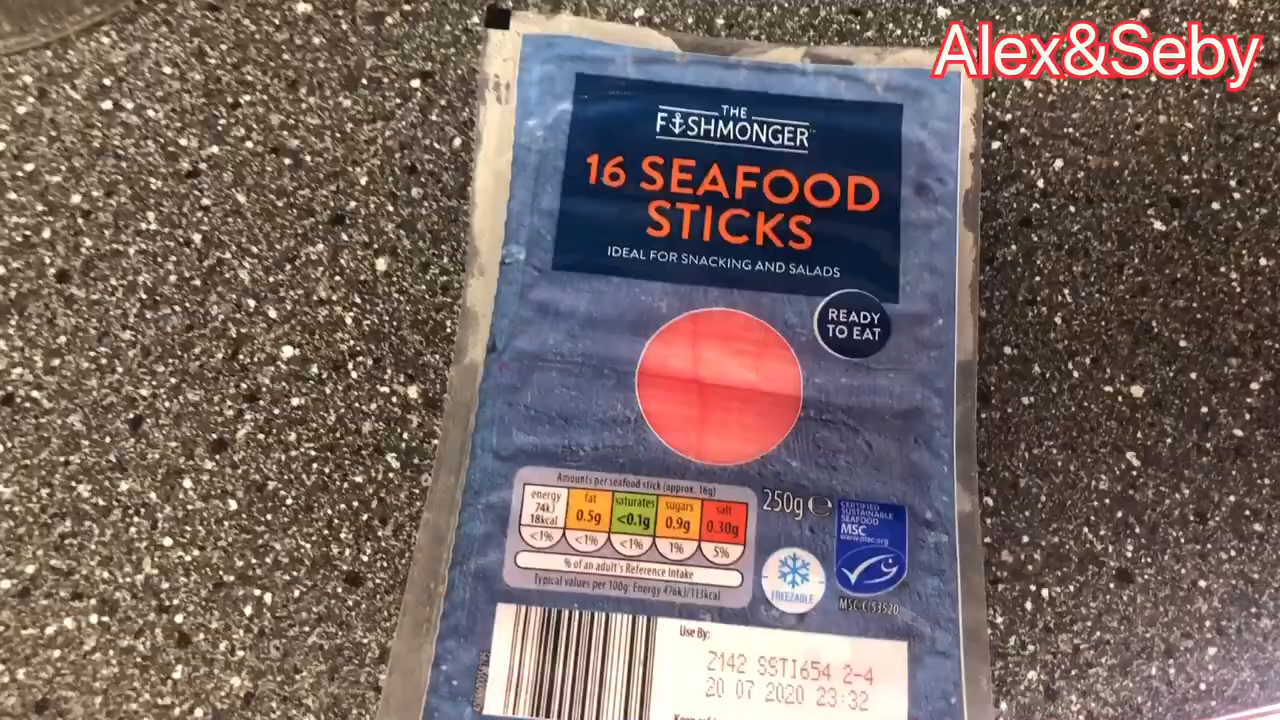 Alex&Seby
THE
FISHMONGER™
16 SEAFOOD
STICKS
IDEAL FOR SNACKING AND SALADS
READY
TO EAT
Amounts per seafood stick (approx. 16g)
energy
74kJ
18kcal
<1%
fat
0.5g
<1%
saturates
<0.1g
<1%
sugars
0.9g
1%
salt
0.30g
5%
% of an adult's Reference Intake
Typical values per 100g: Energy 476kJ/113kcal
250g ℮
CERTIFIED
SUSTAINABLE
SEAFOOD
MSC
www.msc.org
MSC-C-53520
FREEZABLE
Use By:
Z142 SSTI654 2-4
20 07 2020 23:32